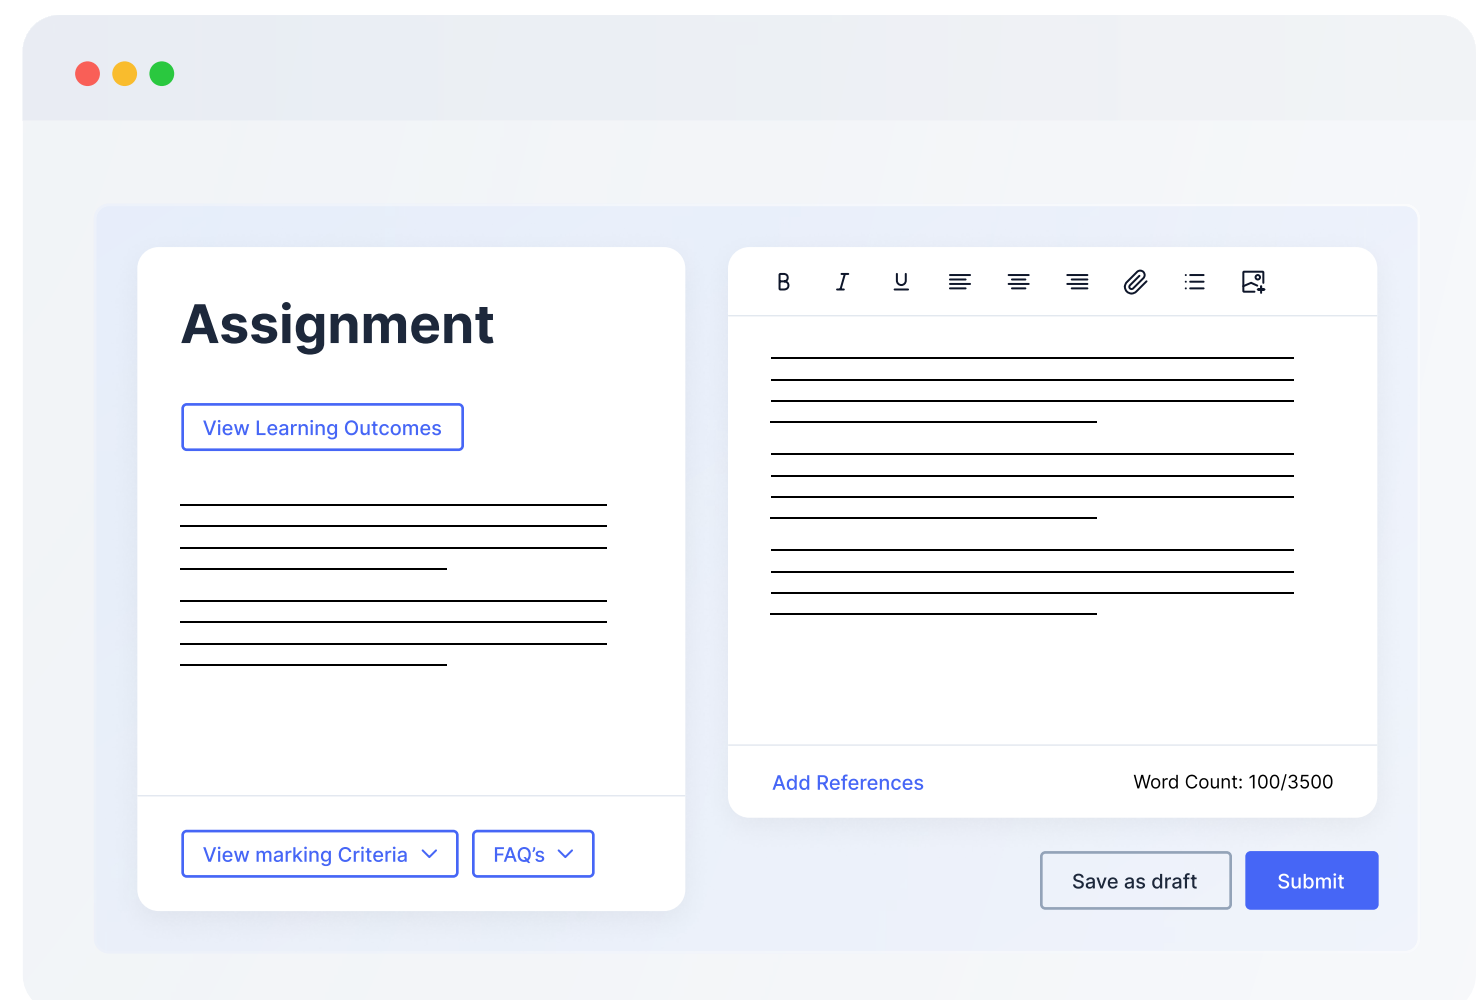 Assignment
View Learning Outcomes
View marking Criteria
FAQ’s
B I U
Add References
Word Count: 100/3500
Save as draft
Submit